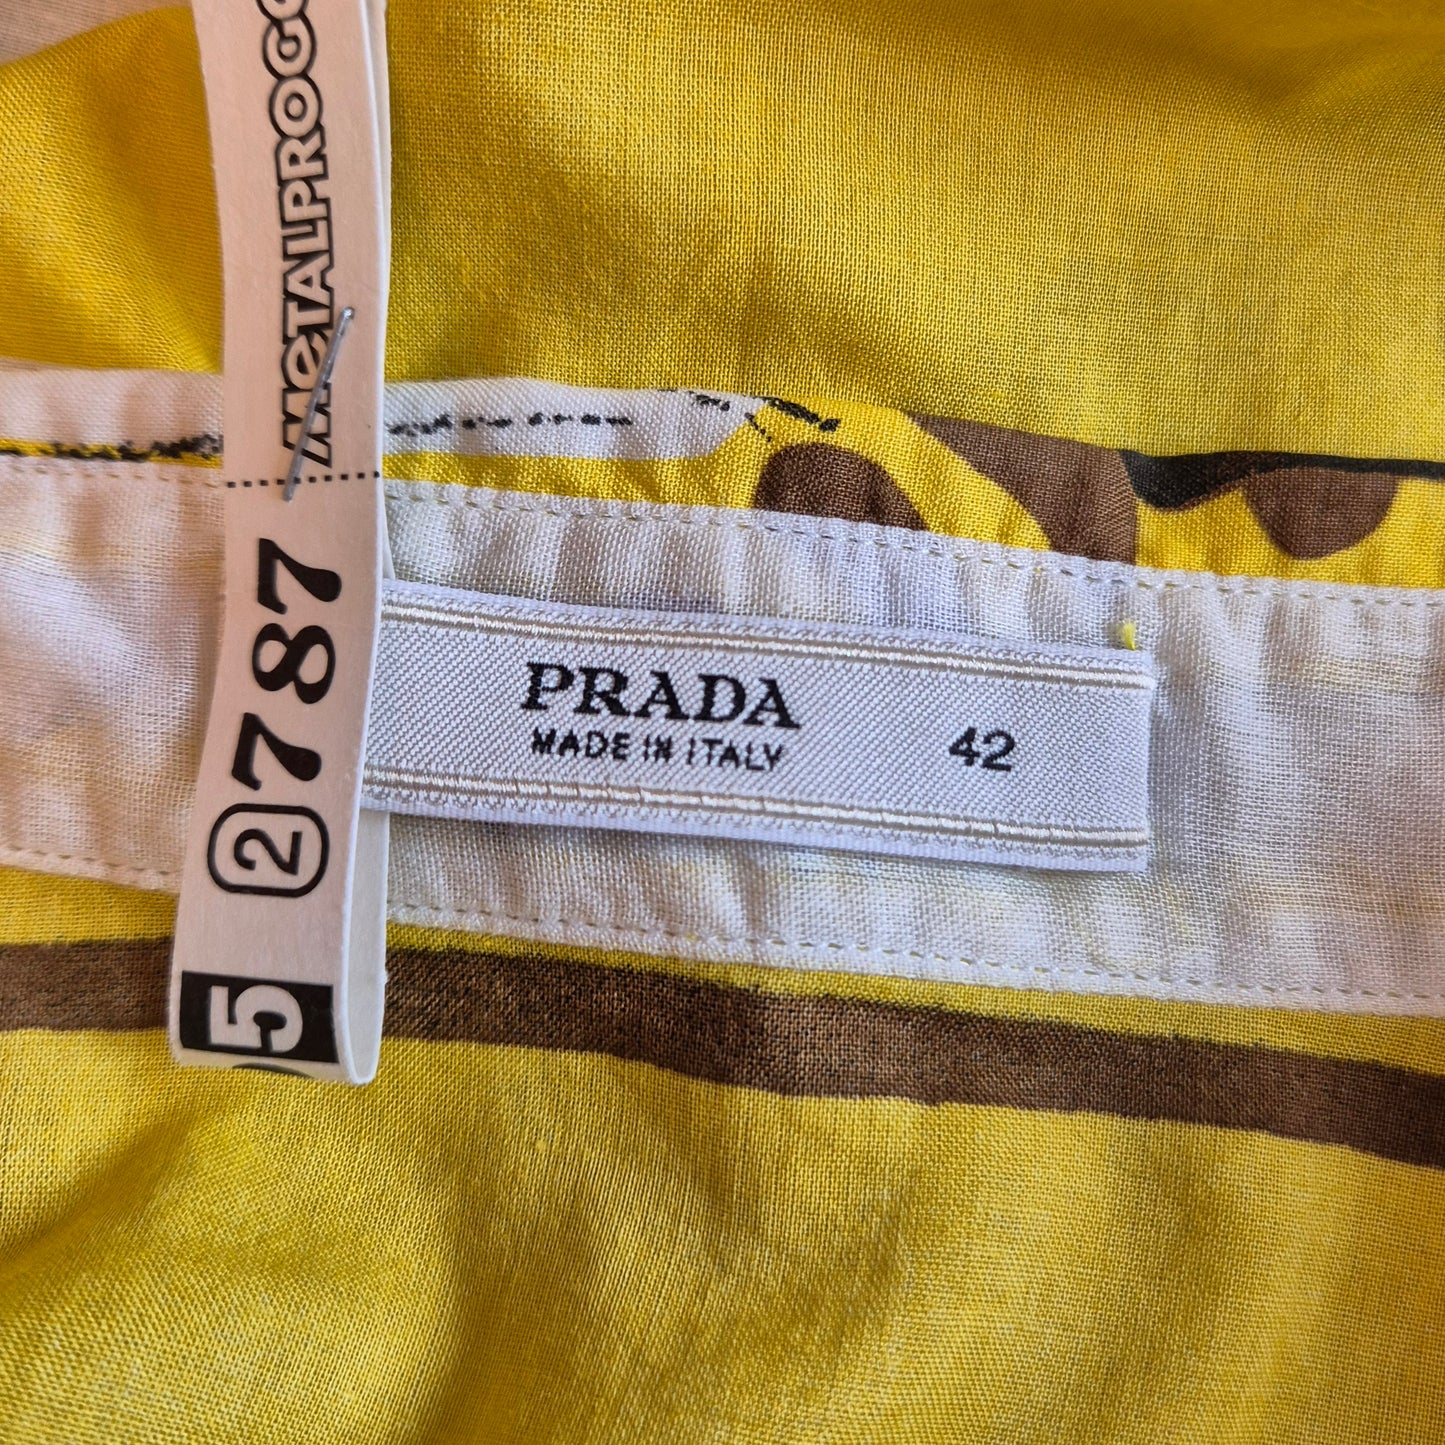 METALPROG
2 787
5
PRADA
MADE IN ITALY
42